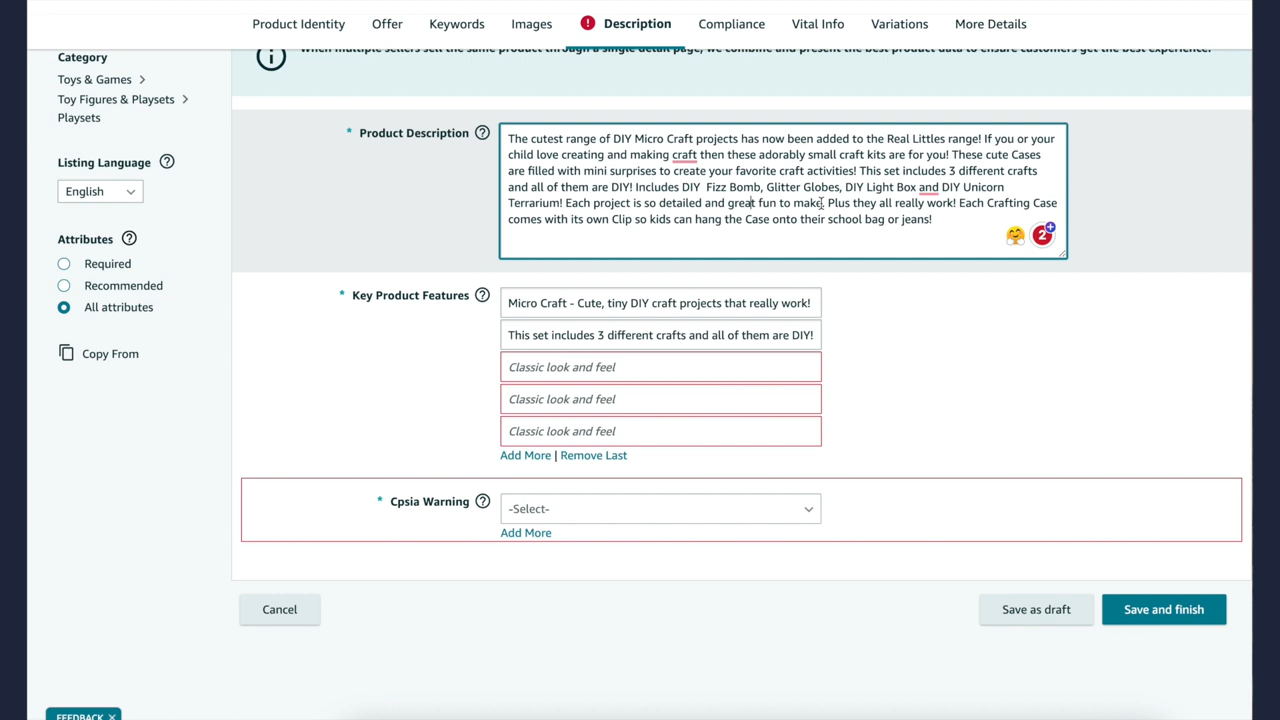 Product Identity
Offer
Keywords
Images
Description
Compliance
Vital Info
Variations
More Details
When multiple sellers sell the same product through a single detail page, we combine and present the best product data to ensure customers get the best experience.
Category
Toys & Games
Toy Figures & Playsets
Playsets
Listing Language
English
Attributes
Required
Recommended
All attributes
Copy From
* Product Description
The cutest range of DIY Micro Craft projects has now been added to the Real Littles range! If you or your
child love creating and making craft then these adorably small craft kits are for you! These cute Cases
are filled with mini surprises to create your favorite craft activities! This set includes 3 different crafts
and all of them are DIY! Includes DIY  Fizz Bomb, Glitter Globes, DIY Light Box and DIY Unicorn
Terrarium! Each project is so detailed and great fun to make. Plus they all really work! Each Crafting Case
comes with its own Clip so kids can hang the Case onto their school bag or jeans!
2
* Key Product Features
Micro Craft - Cute, tiny DIY craft projects that really work!
This set includes 3 different crafts and all of them are DIY!
Classic look and feel
Classic look and feel
Classic look and feel
Add More | Remove Last
* Cpsia Warning
-Select-
Add More
Cancel
Save as draft
Save and finish
FEEDBACK